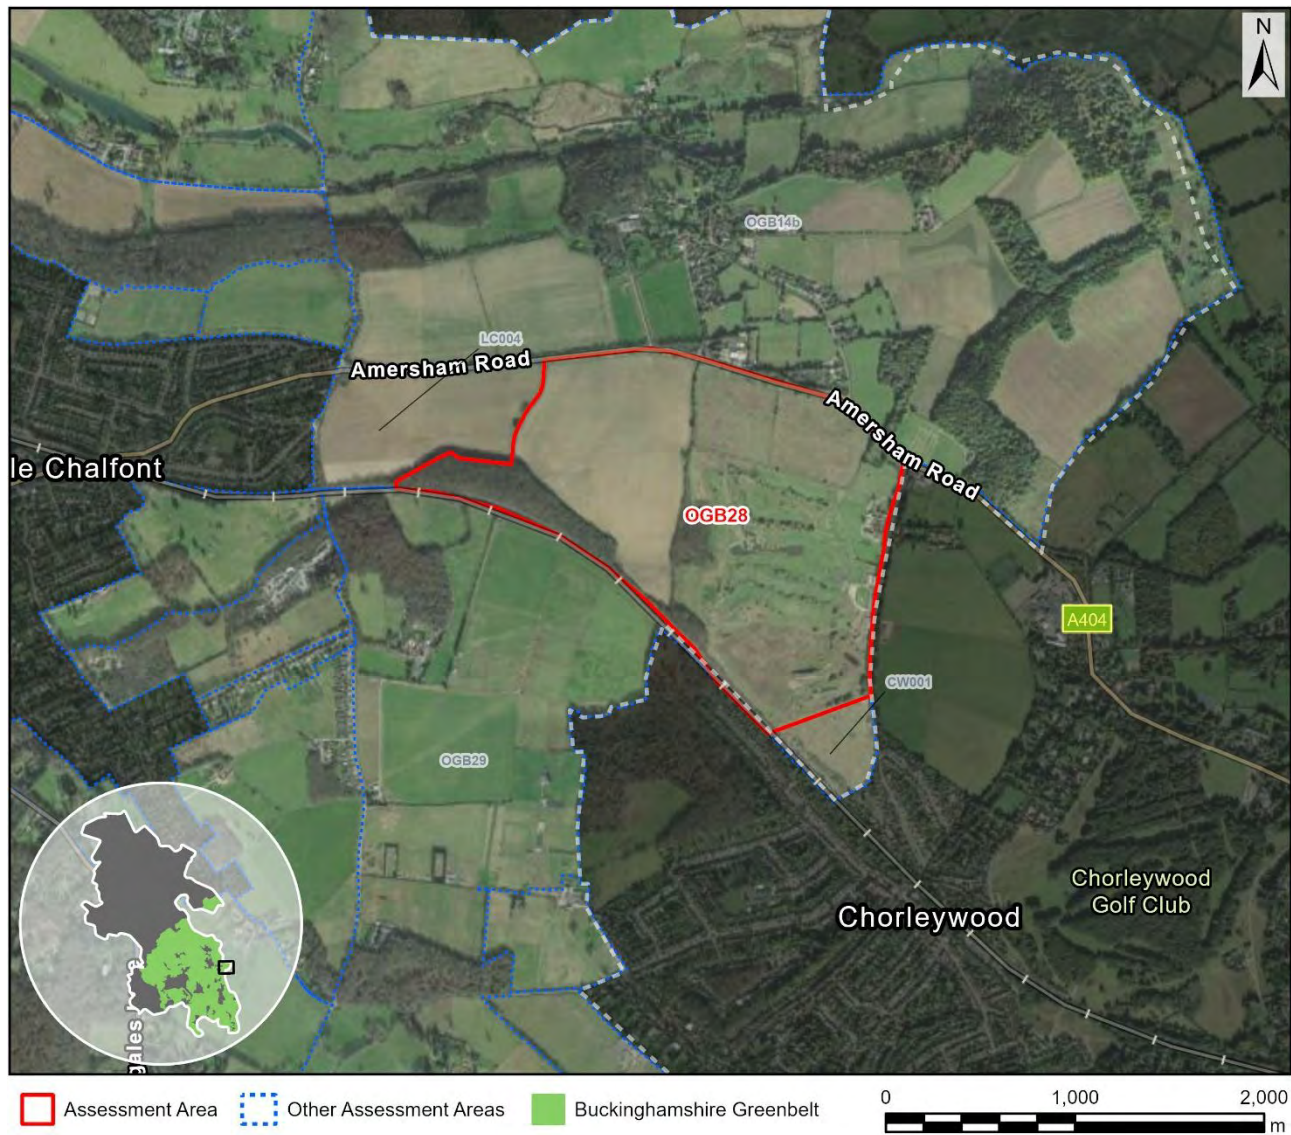 N
OGB14b
LC004
Amersham Road
Amersham Road
le Chalfont
OGB28
A404
CW001
OGB29
Chorleywood
Golf Club
Chorleywood
gales
Assessment Area
Other Assessment Areas
Buckinghamshire Greenbelt
0 1,000 2,000
m